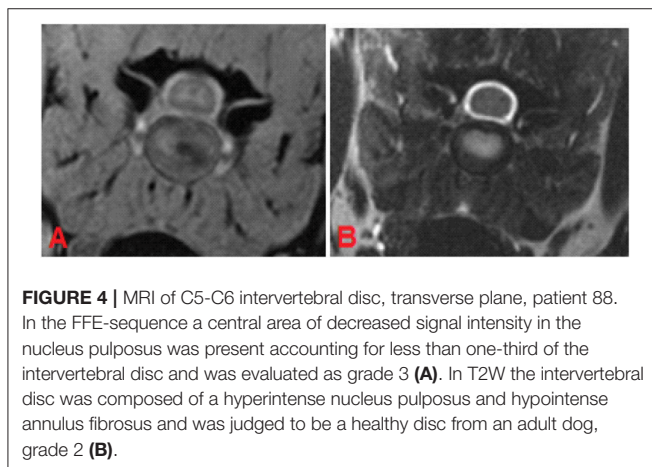 A
B
FIGURE 4 | MRI of C5-C6 intervertebral disc, transverse plane, patient 88.
In the FFE-sequence a central area of decreased signal intensity in the
nucleus pulposus was present accounting for less than one-third of the
intervertebral disc and was evaluated as grade 3 (A). In T2W the intervertebral
disc was composed of a hyperintense nucleus pulposus and hypointense
annulus fibrosus and was judged to be a healthy disc from an adult dog,
grade 2 (B).